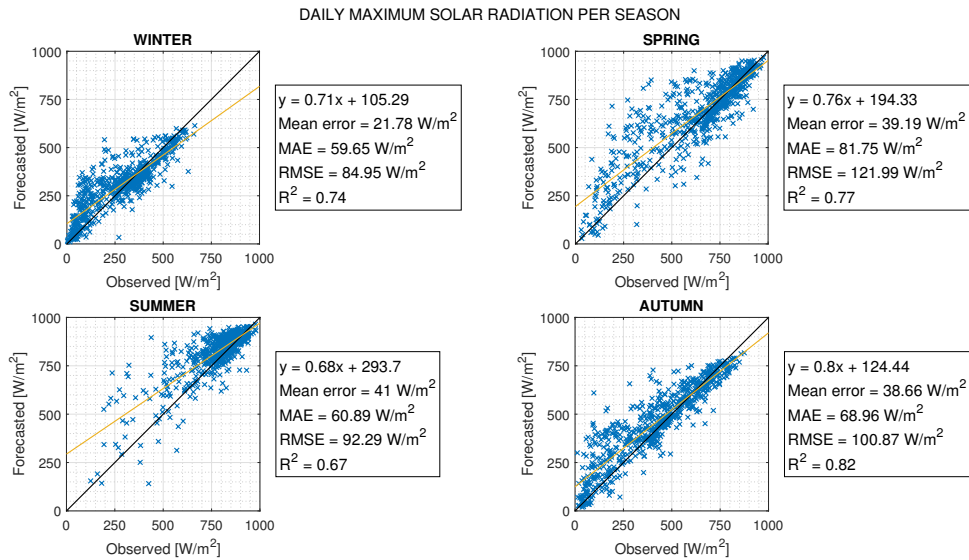 DAILY MAXIMUM SOLAR RADIATION PER SEASON
WINTER
1000
750
500
250
0
0 250 500 750 1000
Forecasted [W/m²]
Observed [W/m²]
y = 0.71x + 105.29
Mean error = 21.78 W/m²
MAE = 59.65 W/m²
RMSE = 84.95 W/m²
R² = 0.74
SPRING
1000
750
500
250
0
0 250 500 750 1000
Forecasted [W/m²]
Observed [W/m²]
y = 0.76x + 194.33
Mean error = 39.19 W/m²
MAE = 81.75 W/m²
RMSE = 121.99 W/m²
R² = 0.77
SUMMER
1000
750
500
250
0
0 250 500 750 1000
Forecasted [W/m²]
Observed [W/m²]
y = 0.68x + 293.7
Mean error = 41 W/m²
MAE = 60.89 W/m²
RMSE = 92.29 W/m²
R² = 0.67
AUTUMN
1000
750
500
250
0
0 250 500 750 1000
Forecasted [W/m²]
Observed [W/m²]
y = 0.8x + 124.44
Mean error = 38.66 W/m²
MAE = 68.96 W/m²
RMSE = 100.87 W/m²
R² = 0.82